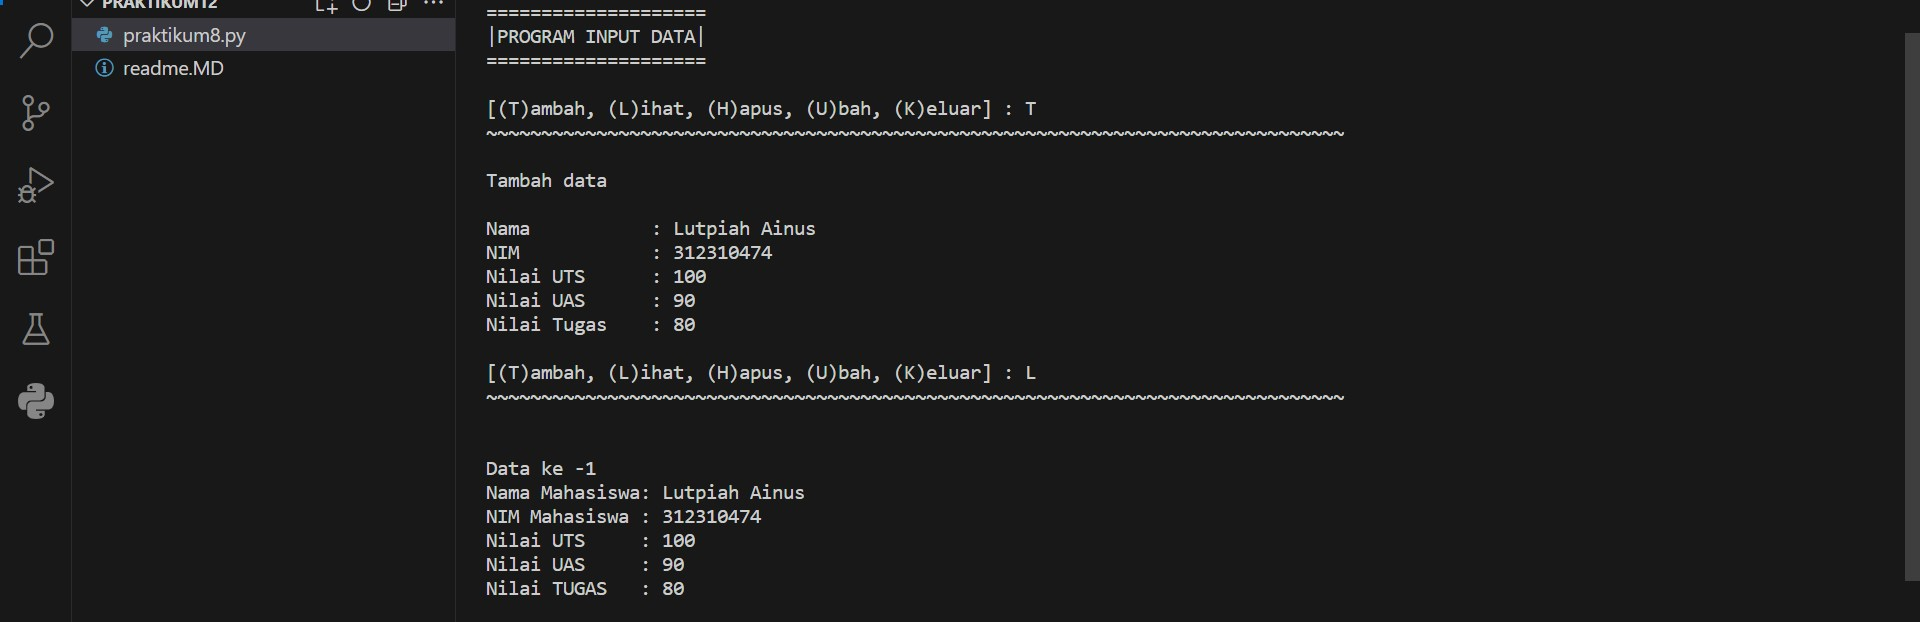 PRAKTIKUM12
praktikum8.py
readme.MD
====================
|PROGRAM INPUT DATA|
====================
[(T)ambah, (L)ihat, (H)apus, (U)bah, (K)eluar] : T
~~~~~~~~~~~~~~~~~~~~~~~~~~~~~~~~~~~~~~~~~~~~~~~~~~~~~~~~~~~~~~~~~~~~~~~~~~~~~~
Tambah data
Nama           : Lutpiah Ainus
NIM            : 312310474
Nilai UTS      : 100
Nilai UAS      : 90
Nilai Tugas    : 80
[(T)ambah, (L)ihat, (H)apus, (U)bah, (K)eluar] : L
~~~~~~~~~~~~~~~~~~~~~~~~~~~~~~~~~~~~~~~~~~~~~~~~~~~~~~~~~~~~~~~~~~~~~~~~~~~~~~
Data ke -1
Nama Mahasiswa: Lutpiah Ainus
NIM Mahasiswa : 312310474
Nilai UTS     : 100
Nilai UAS     : 90
Nilai TUGAS   : 80